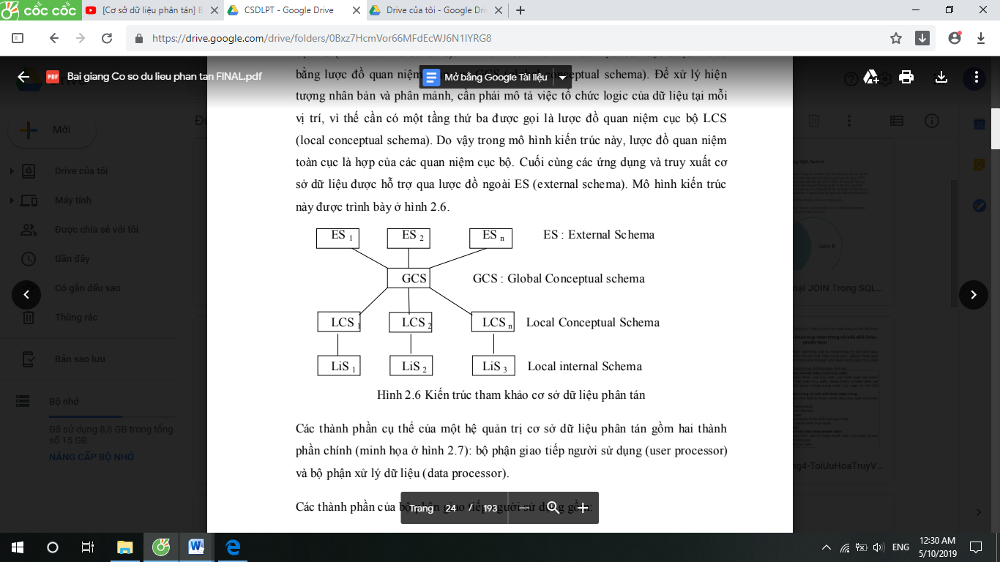 cốc cốc
[Cơ sở dữ liệu phân tán] B
CSDLPT - Google Drive
Drive của tôi - Google Dri
https://drive.google.com/drive/folders/0Bxz7HcmVor66MFdEcWJ6N1lYRG8
PDF
Bai giang Co so du lieu phan tan FINAL.pdf
Mở bằng Google Tài liệu
bằng lược đồ quan niệm conceptual schema). Để xử lý hiện
tượng nhân bản và phân mảnh, cần phải mô tả việc tổ chức logic của dữ liệu tại mỗi
vị trí, vì thế cần có một tầng thứ ba được gọi là lược đồ quan niệm cục bộ LCS
(local conceptual schema). Do vậy trong mô hình kiến trúc này, lược đồ quan niệm
toàn cục là hợp của các quan niệm cục bộ. Cuối cùng các ứng dụng và truy xuất cơ
sở dữ liệu được hỗ trợ qua lược đồ ngoài ES (external schema). Mô hình kiến trúc
này được trình bày ở hình 2.6.
ES 1 ES 2 ES n ES : External Schema
GCS GCS : Global Conceptual schema
LCS 1 LCS 2 LCS n Local Conceptual Schema
LiS 1 LiS 2 LiS 3 Local internal Schema
Hình 2.6 Kiến trúc tham khảo cơ sở dữ liệu phân tán
Các thành phần cụ thể của một hệ quản trị cơ sở dữ liệu phân tán gồm hai thành
phần chính (minh họa ở hình 2.7): bộ phận giao tiếp người sử dụng (user processor)
và bộ phận xử lý dữ liệu (data processor).
Các thành phần của bộ phận giao tiếp người sử dụng gồm:
Trang 24 / 193
Mới
Drive của tôi
Máy tính
Được chia sẻ với tôi
Gần đây
Có gắn dấu sao
Thùng rác
Bản sao lưu
Bộ nhớ
Đã sử dụng 8,8 GB trong tổng
số 15 GB
NÂNG CẤP BỘ NHỚ
oại JOIN Trong SQL...
ng4-ToiUuHoaTruyV...
ENG
12:30 AM
5/10/2019